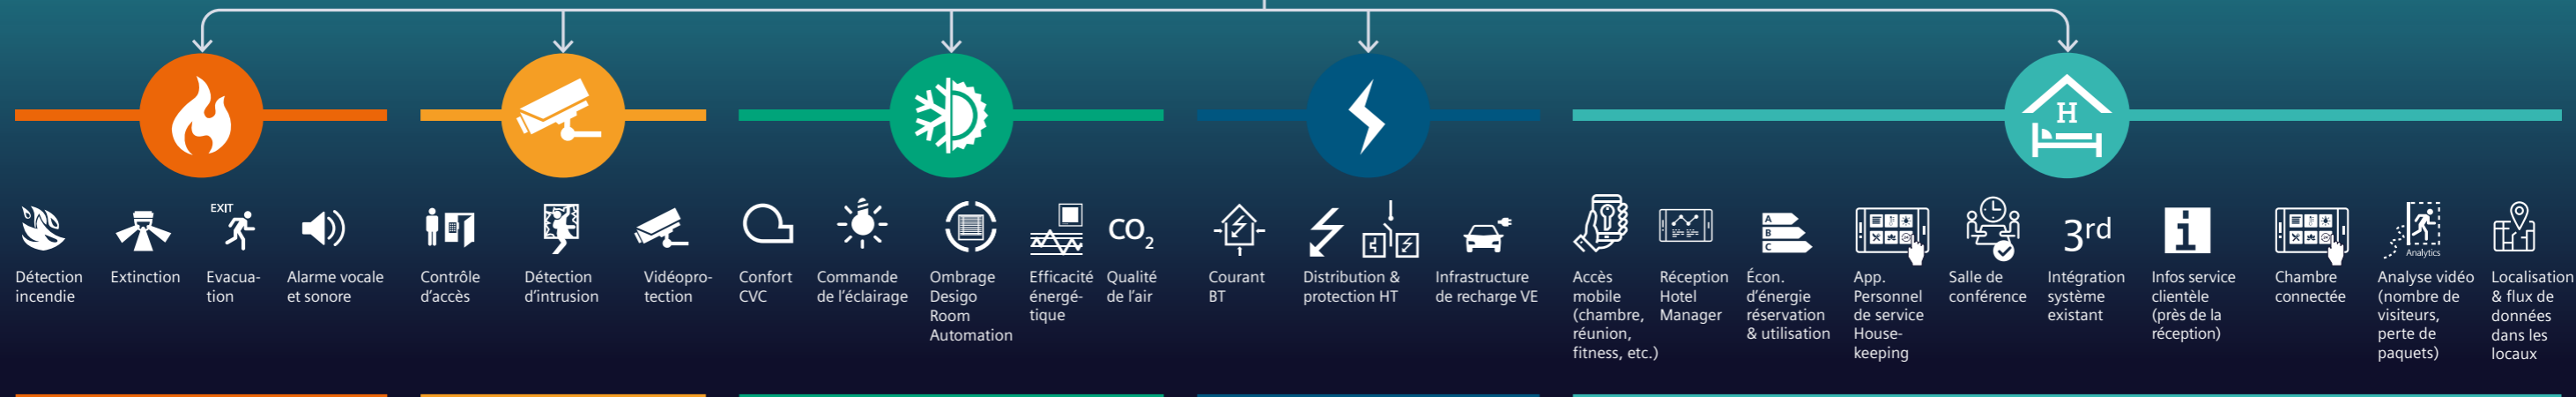 H
EXIT
CO2
A
B
C
3rd
i
Analytics
Détection
incendie
Extinction
Evacua-
tion
Alarme vocale
et sonore
Contrôle
d'accès
Détection
d'intrusion
Vidéopro-
tection
Confort
CVC
Commande
de l'éclairage
Ombrage
Desigo
Room
Automation
Efficacité
énergé-
tique
Qualité
de l'air
Courant
BT
Distribution &
protection HT
Infrastructure
de recharge VE
Accès
mobile
(chambre,
réunion,
fitness, etc.)
Réception
Hotel
Manager
Écon.
d'énergie
réservation
& utilisation
App.
Personnel
de service
House-
keeping
Salle de
conférence
Intégration
système
existant
Infos service
clientèle
(près de la
réception)
Chambre
connectée
Analyse vidéo
(nombre de
visiteurs,
perte de
paquets)
Localisation
& flux de
données
dans les
locaux